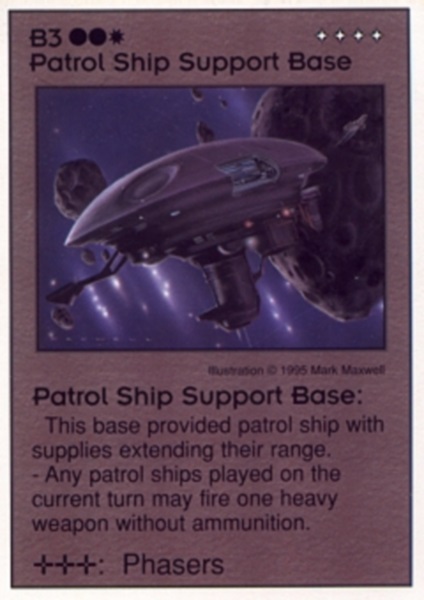 B3
Patrol Ship Support Base
Illustration © 1995 Mark Maxwell
Patrol Ship Support Base:
This base provided patrol ship with
supplies extending their range.
- Any patrol ships played on the
current turn may fire one heavy
weapon without ammunition.
+++: Phasers